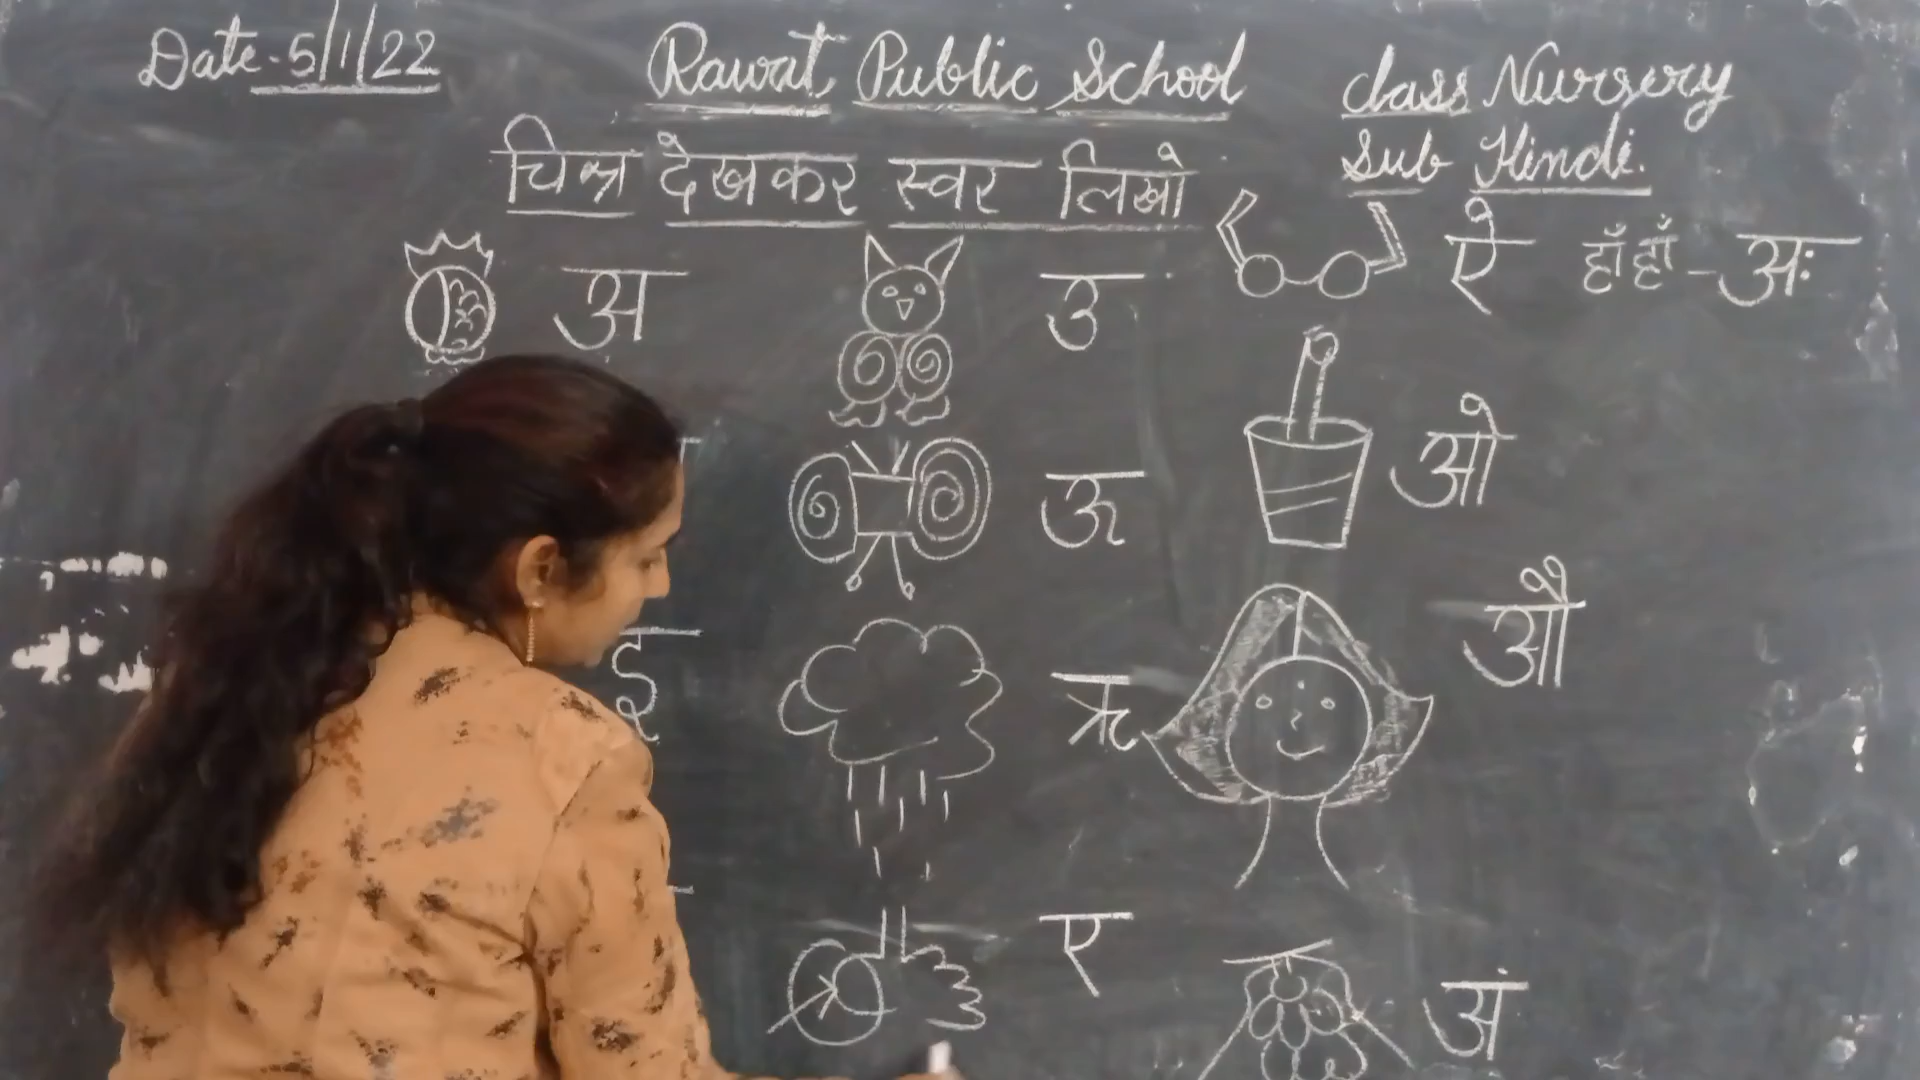 Date-5/1/22 Rawat Public School class Nursery
चित्र देखकर स्वर लिखो Sub Hindi.
अ उ ऐ हाँ हाँ - अः
ऊ ओ
इ ऋ औ
ए अं